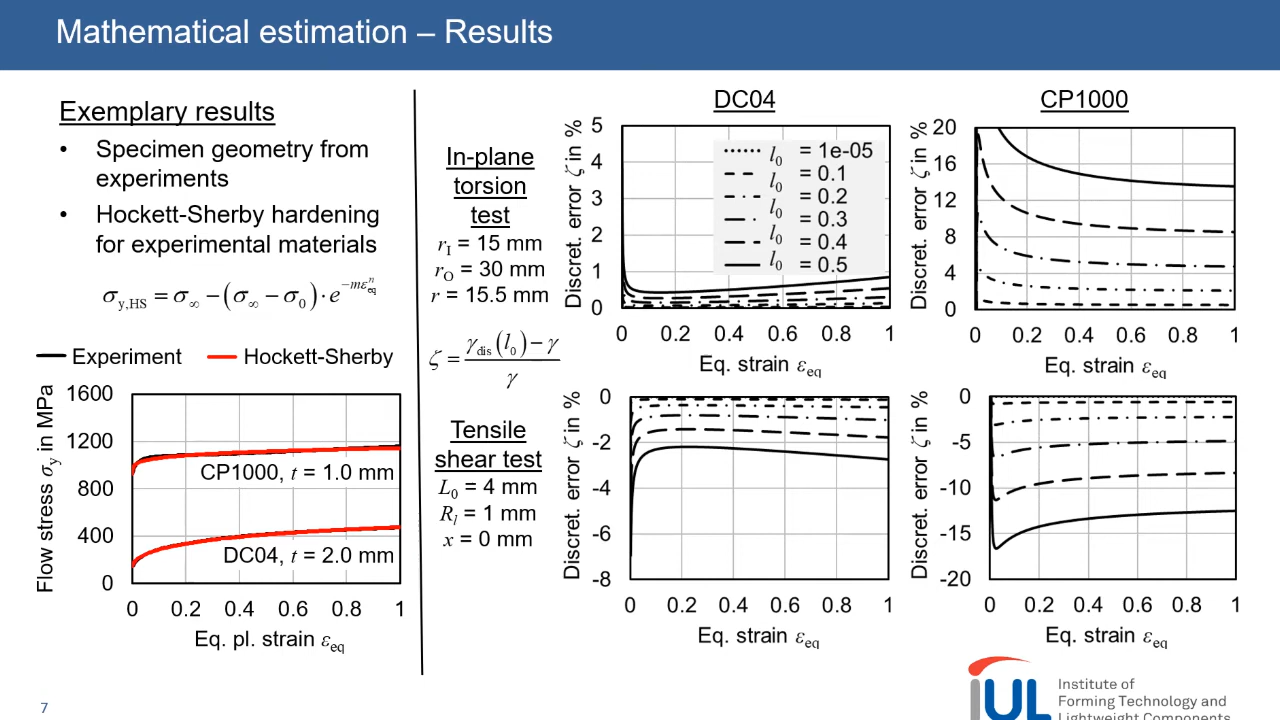 Mathematical estimation – Results
Exemplary results
• Specimen geometry from
experiments
• Hockett-Sherby hardening
for experimental materials
σy,HS = σ∞ − (σ∞ − σ0) · e^(−mεeq^n)
Experiment
Hockett-Sherby
Flow stress σy in MPa
1600
1200
800
400
0
CP1000, t = 1.0 mm
DC04, t = 2.0 mm
0 0.2 0.4 0.6 0.8 1
Eq. pl. strain εeq
In-plane
torsion
test
rI = 15 mm
rO = 30 mm
r = 15.5 mm
ζ = (γdis(l0) − γ) / γ
Tensile
shear test
L0 = 4 mm
Rl = 1 mm
x = 0 mm
DC04
Discret. error ζ in %
5
4
3
2
1
0
l0 = 1e-05
l0 = 0.1
l0 = 0.2
l0 = 0.3
l0 = 0.4
l0 = 0.5
0 0.2 0.4 0.6 0.8 1
Eq. strain εeq
CP1000
Discret. error ζ in %
20
16
12
8
4
0
0 0.2 0.4 0.6 0.8 1
Eq. strain εeq
Discret. error ζ in %
0
-2
-4
-6
-8
0 0.2 0.4 0.6 0.8 1
Eq. strain εeq
Discret. error ζ in %
0
-5
-10
-15
-20
0 0.2 0.4 0.6 0.8 1
Eq. strain εeq
7
IUL
Institute of
Forming Technology and
Lightweight Components